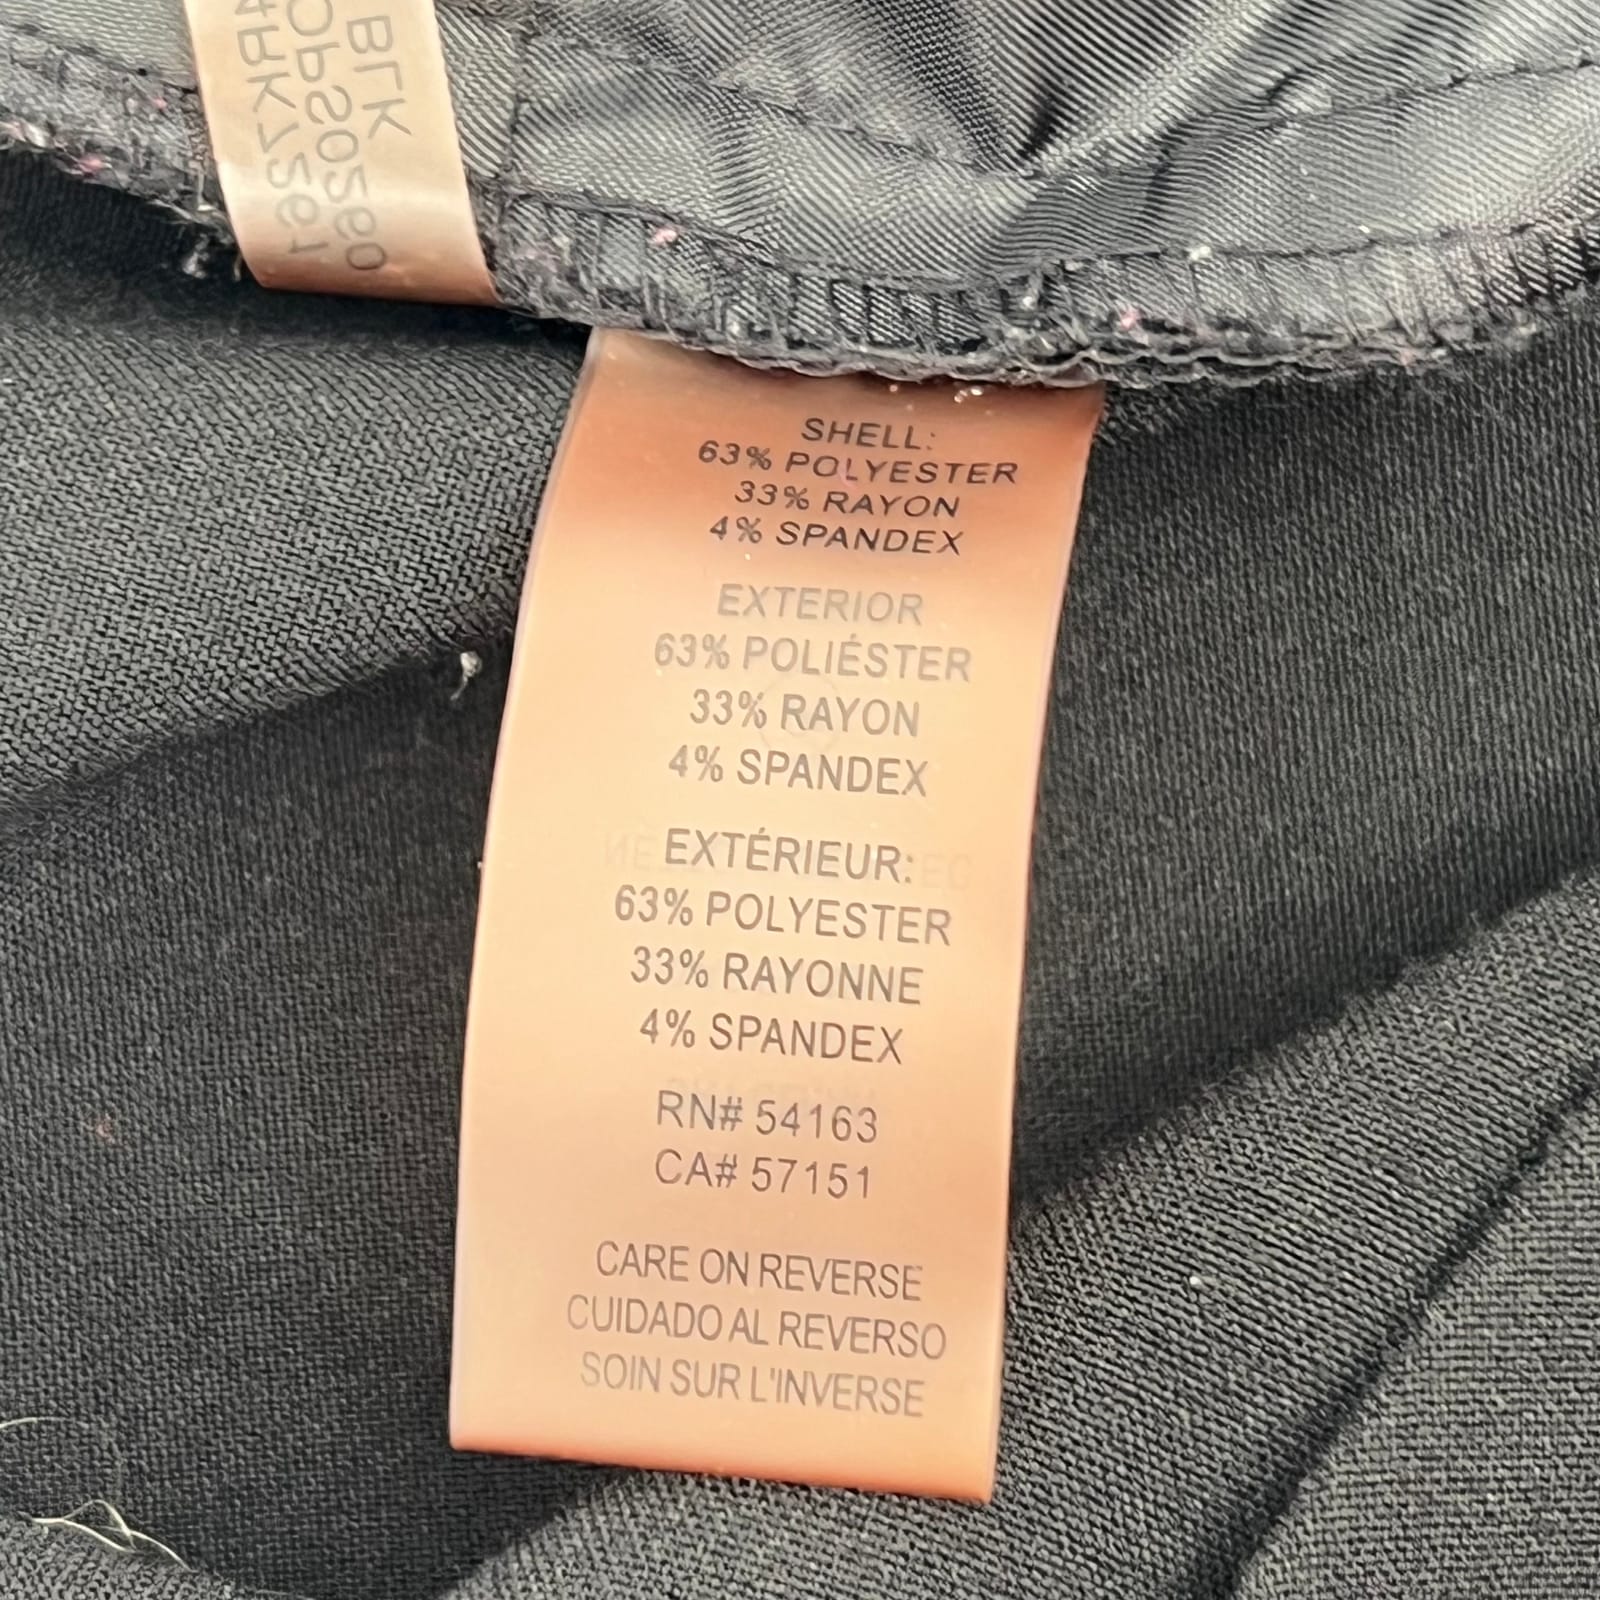 BLK
SHELL:
63% POLYESTER
33% RAYON
4% SPANDEX
EXTERIOR
63% POLIÉSTER
33% RAYON
4% SPANDEX
EXTÉRIEUR:
63% POLYESTER
33% RAYONNE
4% SPANDEX
RN# 54163
CA# 57151
CARE ON REVERSE
CUIDADO AL REVERSO
SOIN SUR L'INVERSE